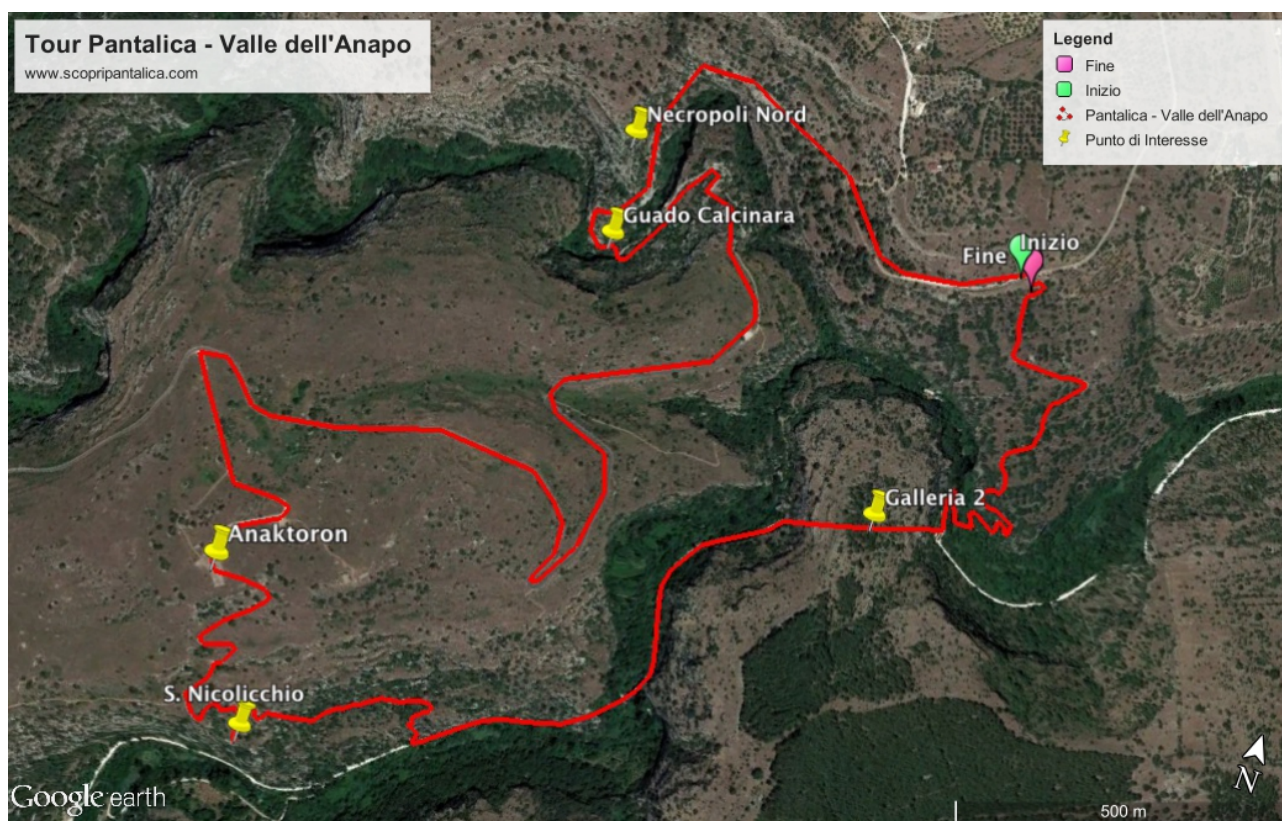 Tour Pantalica - Valle dell'Anapo
www.scopripantalica.com
Legend
Fine
Inizio
Pantalica - Valle dell'Anapo
Punto di Interesse
Necropoli Nord
Guado Calcinara
Fine
Inizio
Galleria 2
Anaktoron
S. Nicolicchio
Google earth
500 m
N